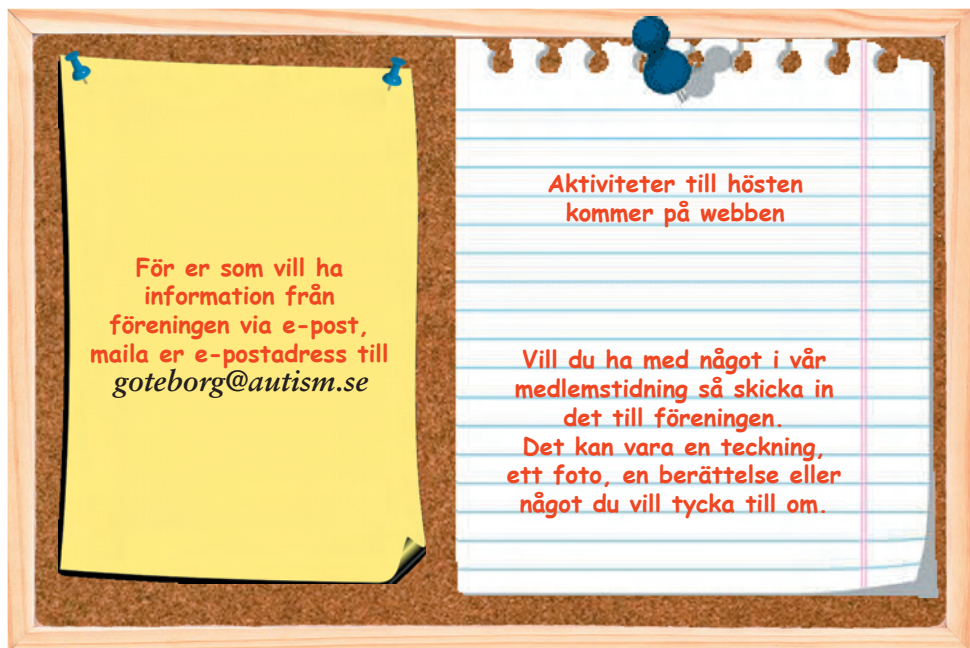 För er som vill ha
information från
föreningen via e-post,
maila er e-postadress till
goteborg@autism.se
Aktiviteter till hösten
kommer på webben
Vill du ha med något i vår
medlemstidning så skicka in
det till föreningen.
Det kan vara en teckning,
ett foto, en berättelse eller
något du vill tycka till om.